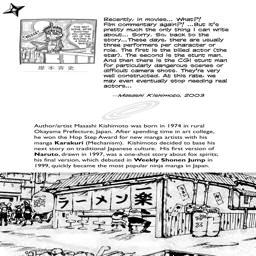 Recently, in movies... What?!
Film commentary again?! ...But it's
pretty much the only thing I can write
about... Sorry. So, back to the
story...These days, there are usually
three performers per character or
role. The first is the billed actor (the
star). The second is the stunt man.
And then there is the CGI stunt man
for particularly dangerous scenes or
difficult camera shots. They're very
well constructed. At this rate, we
may even eventually stop needing real
actors...
岸本斉史
—Masashi Kishimoto, 2003
Author/artist Masashi Kishimoto was born in 1974 in rural
Okayama Prefecture, Japan. After spending time in art college,
he won the Hop Step Award for new manga artists with his
manga Karakuri (Mechanism). Kishimoto decided to base his
next story on traditional Japanese culture. His first version of
Naruto, drawn in 1997, was a one-shot story about fox spirits;
his final version, which debuted in Weekly Shonen Jump in
1999, quickly became the most popular ninja manga in Japan.
ラーメン楽